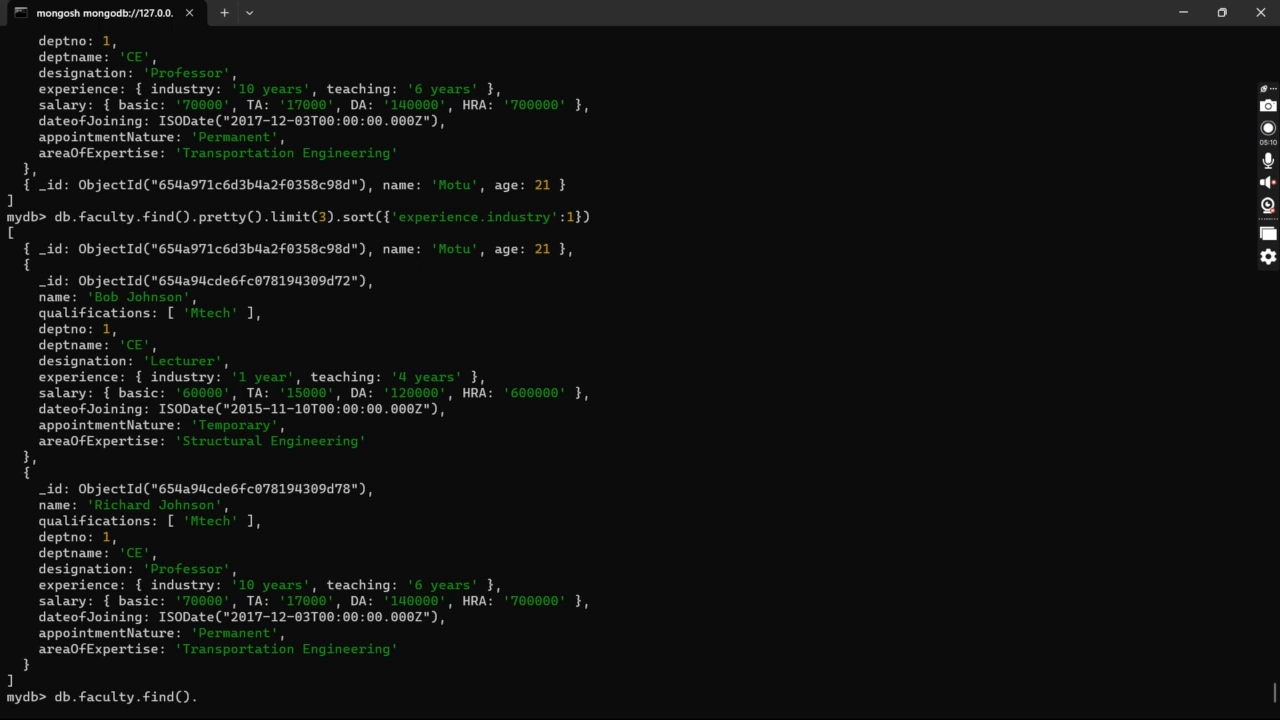 mongosh mongodb://127.0.0.
deptno: 1,
deptname: 'CE',
designation: 'Professor',
experience: { industry: '10 years', teaching: '6 years' },
salary: { basic: '70000', TA: '17000', DA: '140000', HRA: '700000' },
dateofJoining: ISODate("2017-12-03T00:00:00.000Z"),
appointmentNature: 'Permanent',
areaOfExpertise: 'Transportation Engineering'
},
{ _id: ObjectId("654a971c6d3b4a2f0358c98d"), name: 'Motu', age: 21 }
]
mydb> db.faculty.find().pretty().limit(3).sort({'experience.industry':1})
[
{ _id: ObjectId("654a971c6d3b4a2f0358c98d"), name: 'Motu', age: 21 },
{
_id: ObjectId("654a94cde6fc078194309d72"),
name: 'Bob Johnson',
qualifications: [ 'Mtech' ],
deptno: 1,
deptname: 'CE',
designation: 'Lecturer',
experience: { industry: '1 year', teaching: '4 years' },
salary: { basic: '60000', TA: '15000', DA: '120000', HRA: '600000' },
dateofJoining: ISODate("2015-11-10T00:00:00.000Z"),
appointmentNature: 'Temporary',
areaOfExpertise: 'Structural Engineering'
},
{
_id: ObjectId("654a94cde6fc078194309d78"),
name: 'Richard Johnson',
qualifications: [ 'Mtech' ],
deptno: 1,
deptname: 'CE',
designation: 'Professor',
experience: { industry: '10 years', teaching: '6 years' },
salary: { basic: '70000', TA: '17000', DA: '140000', HRA: '700000' },
dateofJoining: ISODate("2017-12-03T00:00:00.000Z"),
appointmentNature: 'Permanent',
areaOfExpertise: 'Transportation Engineering'
}
]
mydb> db.faculty.find().
05:10